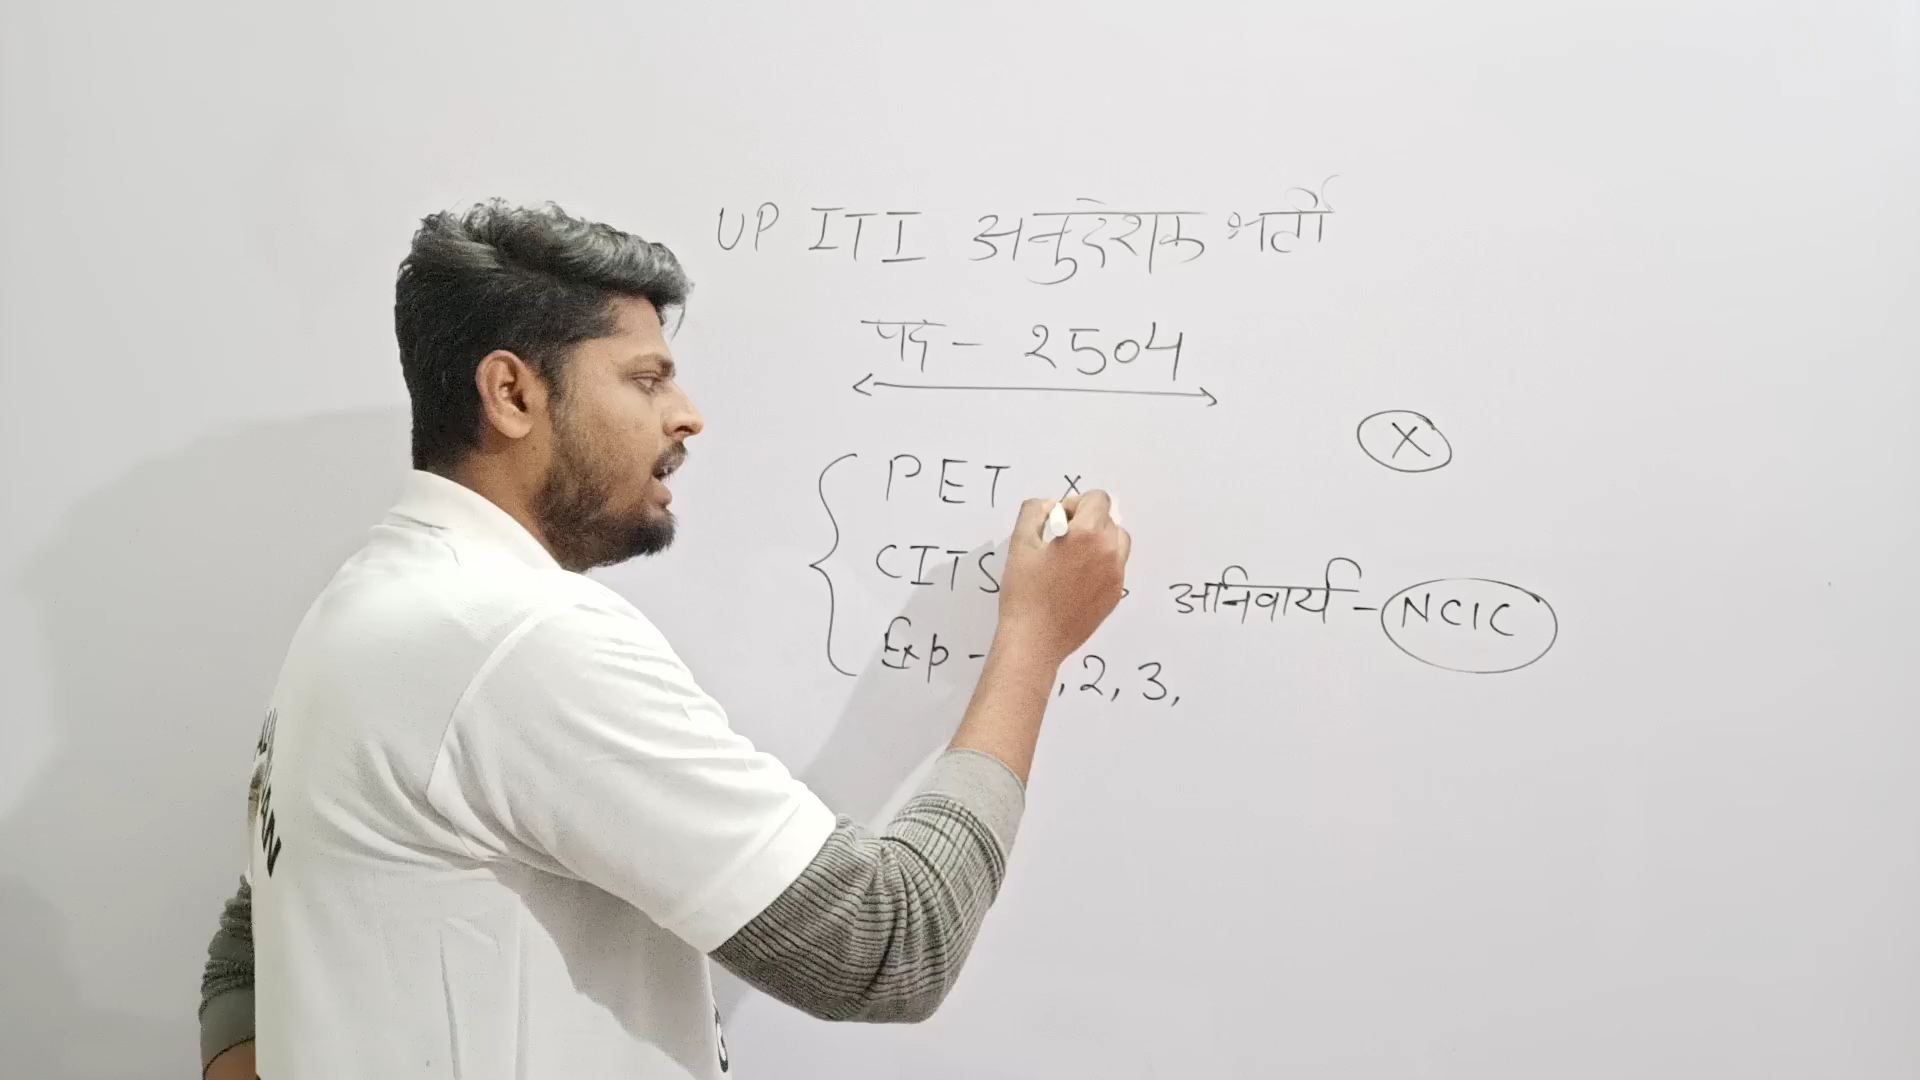 UP ITI अनुदेशक भर्ती
पद - 2504
X
PET X
CITS
अनिवार्य - NCIC
Exp - , 2, 3,